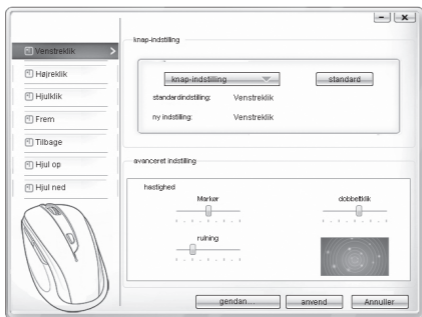 Venstreklik
Højreklik
Hjulklik
Frem
Tilbage
Hjul op
Hjul ned
knap-indstilling
knap-indstilling
standard
standardindstilling: Venstreklik
ny indstilling: Venstreklik
avanceret indstilling
hastighed
Markør
dobbeltklik
rulning
gendan...
anvend
Annuller